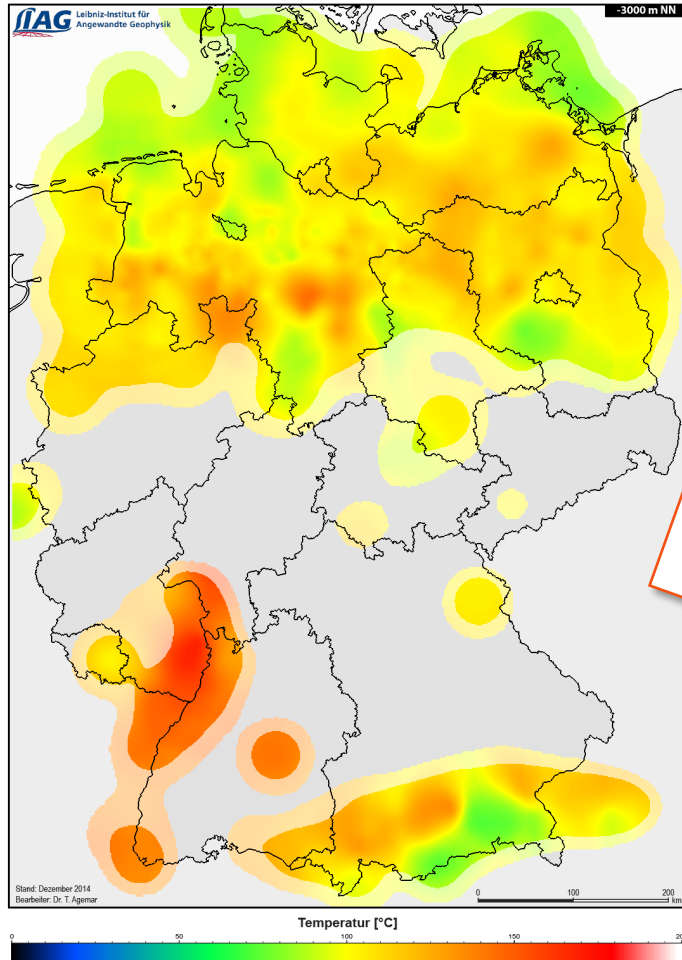 LIAG Leibniz-Institut für
Angewandte Geophysik
-3000 m NN
Stand: Dezember 2014
Bearbeiter: Dr. T. Agemar
0 100 200
km
Temperatur [°C]
0 50 100 150 20